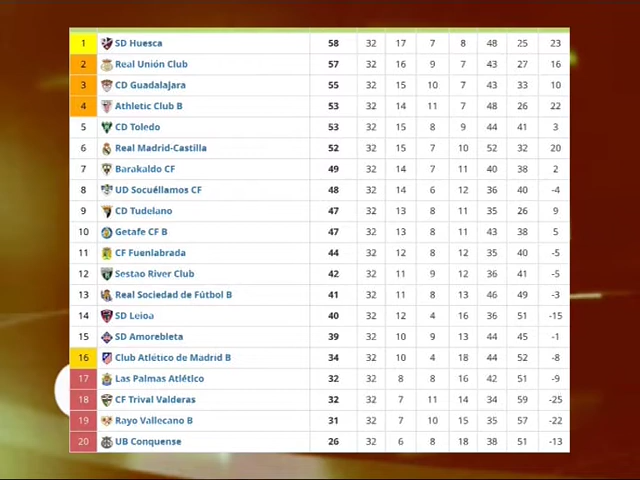 1 SD Huesca 58 32 17 7 8 48 25 23
2 Real Unión Club 57 32 16 9 7 43 27 16
3 CD Guadalajara 55 32 15 10 7 43 33 10
4 Athletic Club B 53 32 14 11 7 48 26 22
5 CD Toledo 53 32 15 8 9 44 41 3
6 Real Madrid-Castilla 52 32 15 7 10 52 32 20
7 Barakaldo CF 49 32 14 7 11 40 38 2
8 UD Socuéllamos CF 48 32 14 6 12 36 40 -4
9 CD Tudelano 47 32 13 8 11 35 26 9
10 Getafe CF B 47 32 13 8 11 43 38 5
11 CF Fuenlabrada 44 32 12 8 12 35 40 -5
12 Sestao River Club 42 32 11 9 12 36 41 -5
13 Real Sociedad de Fútbol B 41 32 11 8 13 46 49 -3
14 SD Leioa 40 32 12 4 16 36 51 -15
15 SD Amorebieta 39 32 10 9 13 44 45 -1
16 Club Atlético de Madrid B 34 32 10 4 18 44 52 -8
17 Las Palmas Atlético 32 32 8 8 16 42 51 -9
18 CF Trival Valderas 32 32 7 11 14 34 59 -25
19 Rayo Vallecano B 31 32 7 10 15 35 57 -22
20 UB Conquense 26 32 6 8 18 38 51 -13